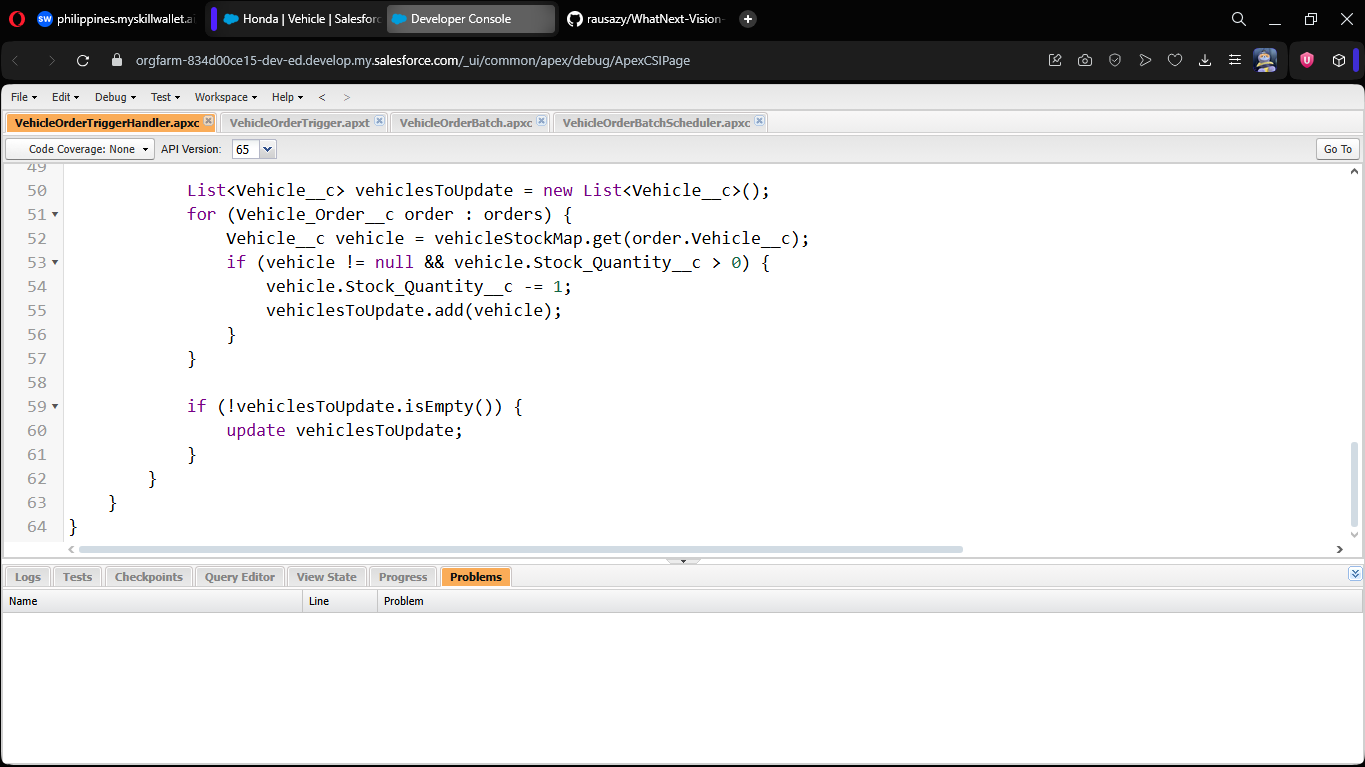 philippines.myskillwallet.ai
Honda | Vehicle | Salesforc
Developer Console
rausazy/WhatNext-Vision-
orgfarm-834d00ce15-dev-ed.develop.my.salesforce.com/_ui/common/apex/debug/ApexCSIPage
File Edit Debug Test Workspace Help < >
VehicleOrderTriggerHandler.apxc VehicleOrderTrigger.apxt VehicleOrderBatch.apxc VehicleOrderBatchScheduler.apxc
Code Coverage: None API Version: 65 Go To
49
50 List<Vehicle__c> vehiclesToUpdate = new List<Vehicle__c>();
51 for (Vehicle_Order__c order : orders) {
52 Vehicle__c vehicle = vehicleStockMap.get(order.Vehicle__c);
53 if (vehicle != null && vehicle.Stock_Quantity__c > 0) {
54 vehicle.Stock_Quantity__c -= 1;
55 vehiclesToUpdate.add(vehicle);
56 }
57 }
58
59 if (!vehiclesToUpdate.isEmpty()) {
60 update vehiclesToUpdate;
61 }
62 }
63 }
64 }
Logs Tests Checkpoints Query Editor View State Progress Problems
Name Line Problem